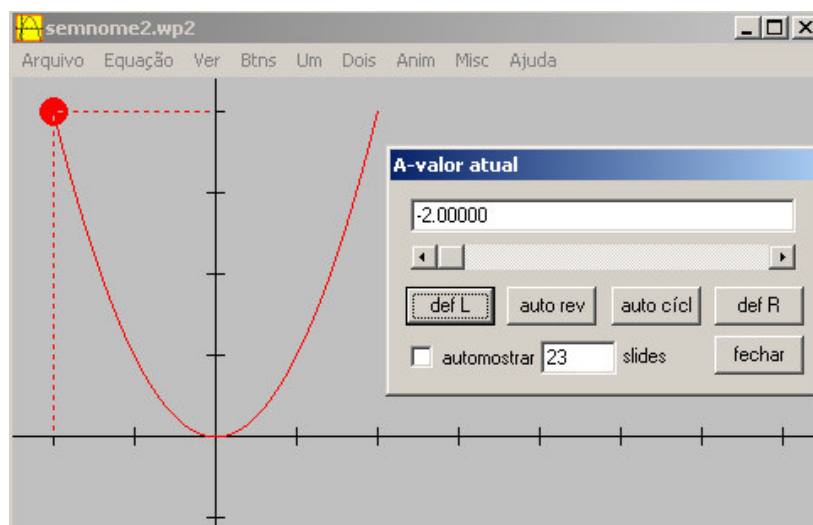 semnome2.wp2
Arquivo Equação Ver Btns Um Dois Anim Misc Ajuda
A-valor atual
-2.00000
def L auto rev auto cícl def R
automostrar 23 slides fechar